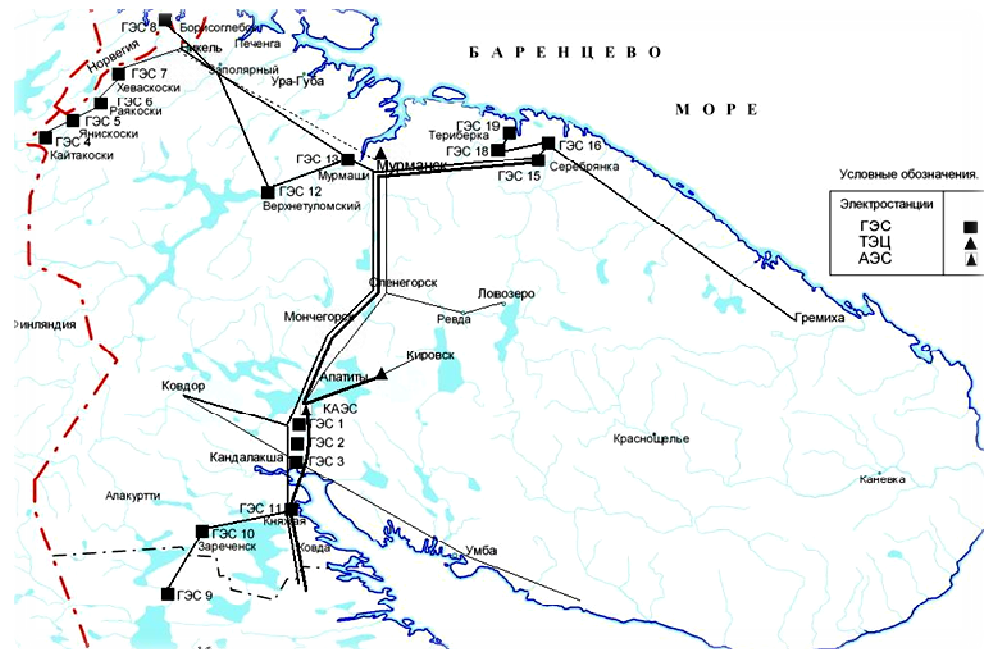 ГЭС 8
Борисоглебок
Печенга
Никель
Норвегия
Заполярный
БАРЕНЦЕВО
МОРЕ
ГЭС 7
Хеваскоски
Ура-Губа
ГЭС 6
Раякоски
ГЭС 5
Янискоски
ГЭС 4
Кайтакоски
ГЭС 19
Териберка
ГЭС 18
ГЭС 16
ГЭС 13
Мурманск
Мурмаши
ГЭС 15
Серебрянка
ГЭС 12
Верхнетуломский
Условные обозначения.
Электростанции
ГЭС
ТЭЦ
АЭС
Оленегорск
Ловозеро
Ревда
Мончегорск
Гремиха
Финляндия
Кировск
Апатиты
Ковдор
КАЭС
ГЭС 1
ГЭС 2
Кандалакша
ГЭС 3
Краснощелье
Каневка
Алакуртти
ГЭС 11
Княжая
ГЭС 10
Зареченск
Ковда
Умба
ГЭС 9